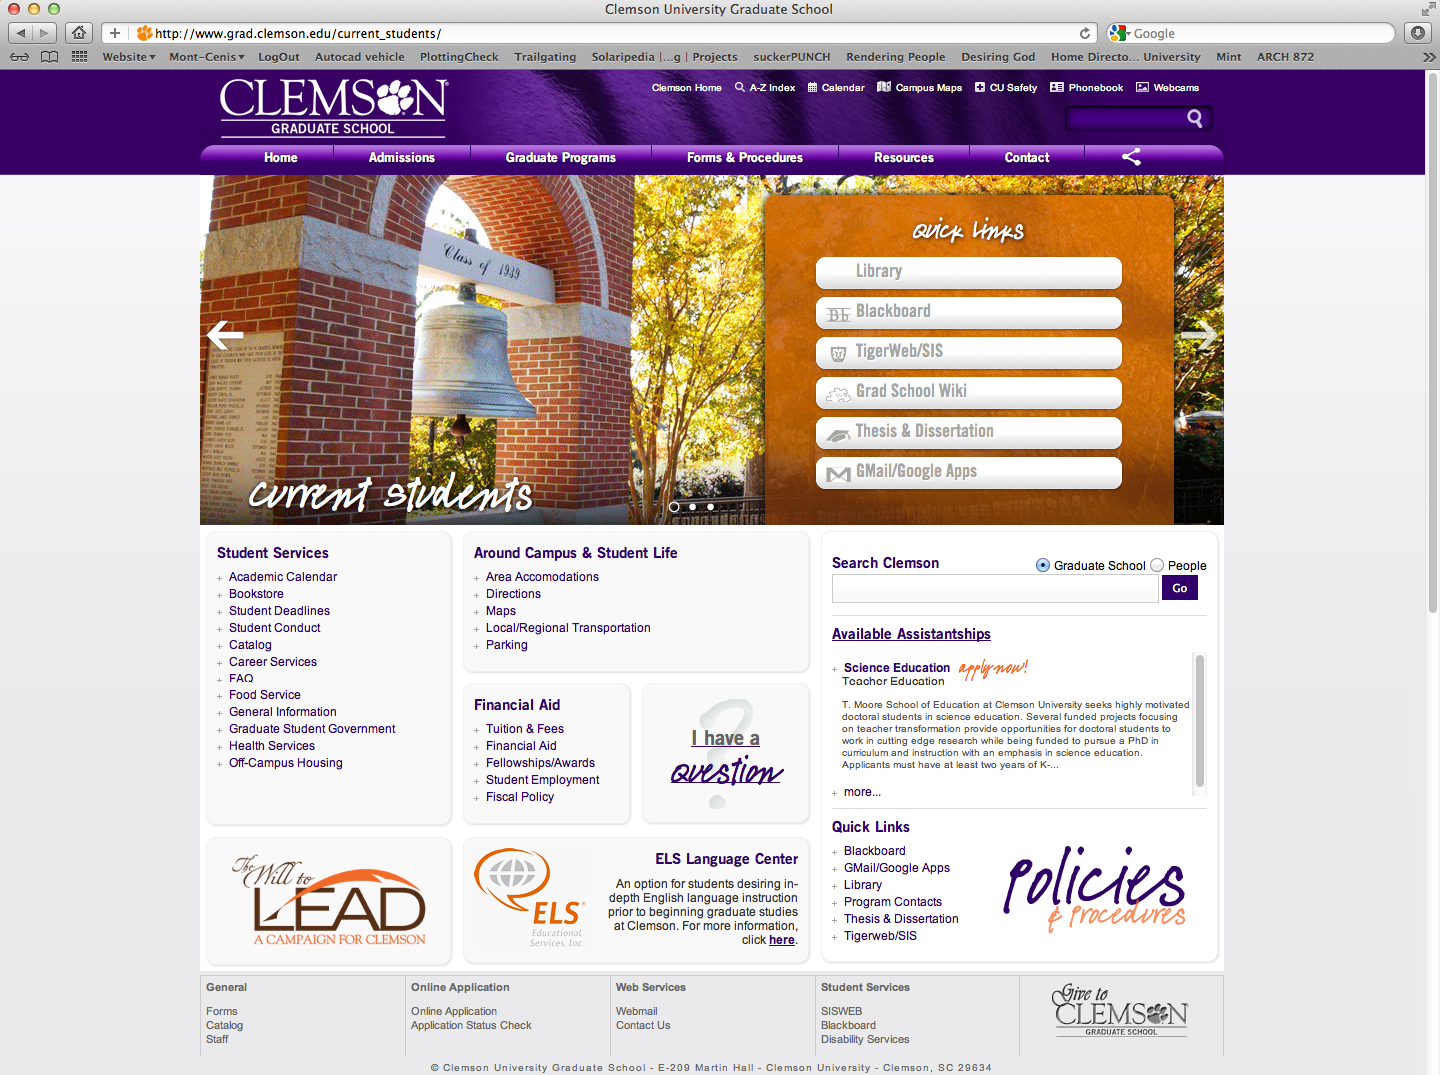 Clemson University Graduate School
http://www.grad.clemson.edu/current_students/
Google
Website Mont-Cenis LogOut Autocad vehicle PlottingCheck Tailgating Solaripedia |...g | Projects suckerPUNCH Rendering People Desiring God Home Directo... University Mint ARCH 872
CLEMSON
GRADUATE SCHOOL
Clemson Home A-Z Index Calendar Campus Maps CU Safety Phonebook Webcams
Home Admissions Graduate Programs Forms & Procedures Resources Contact
Class of 1939
current students
Quick Links
Library
Bb Blackboard
TigerWeb/SIS
Grad School Wiki
Thesis & Dissertation
GMail/Google Apps
Student Services
Academic Calendar
Bookstore
Student Deadlines
Student Conduct
Catalog
Career Services
FAQ
Food Service
General Information
Graduate Student Government
Health Services
Off-Campus Housing
Around Campus & Student Life
Area Accomodations
Directions
Maps
Local/Regional Transportation
Parking
Financial Aid
Tuition & Fees
Financial Aid
Fellowships/Awards
Student Employment
Fiscal Policy
?
I have a
question
Search Clemson Graduate School People
Go
Available Assistantships
Science Education apply now!
Teacher Education
T. Moore School of Education at Clemson University seeks highly motivated
doctoral students in science education. Several funded projects focusing
on teacher transformation provide opportunities for doctoral students to
work in cutting edge research while being funded to pursue a PhD in
curriculum and instruction with an emphasis in science education.
Applicants must have at least two years of K-...
more...
Quick Links
Blackboard
GMail/Google Apps
Library
Program Contacts
Thesis & Dissertation
Tigerweb/SIS
Policies
& Procedures
The Will to
LEAD
A CAMPAIGN FOR CLEMSON
ELS®
Educational
Services, Inc.
ELS Language Center
An option for students desiring in-
depth English language instruction
prior to beginning graduate studies
at Clemson. For more information,
click here.
General
Forms
Catalog
Staff
Online Application
Online Application
Application Status Check
Web Services
Webmail
Contact Us
Student Services
SISWEB
Blackboard
Disability Services
Give to
CLEMSON
GRADUATE SCHOOL
© Clemson University Graduate School - E-209 Martin Hall - Clemson University - Clemson, SC 29634